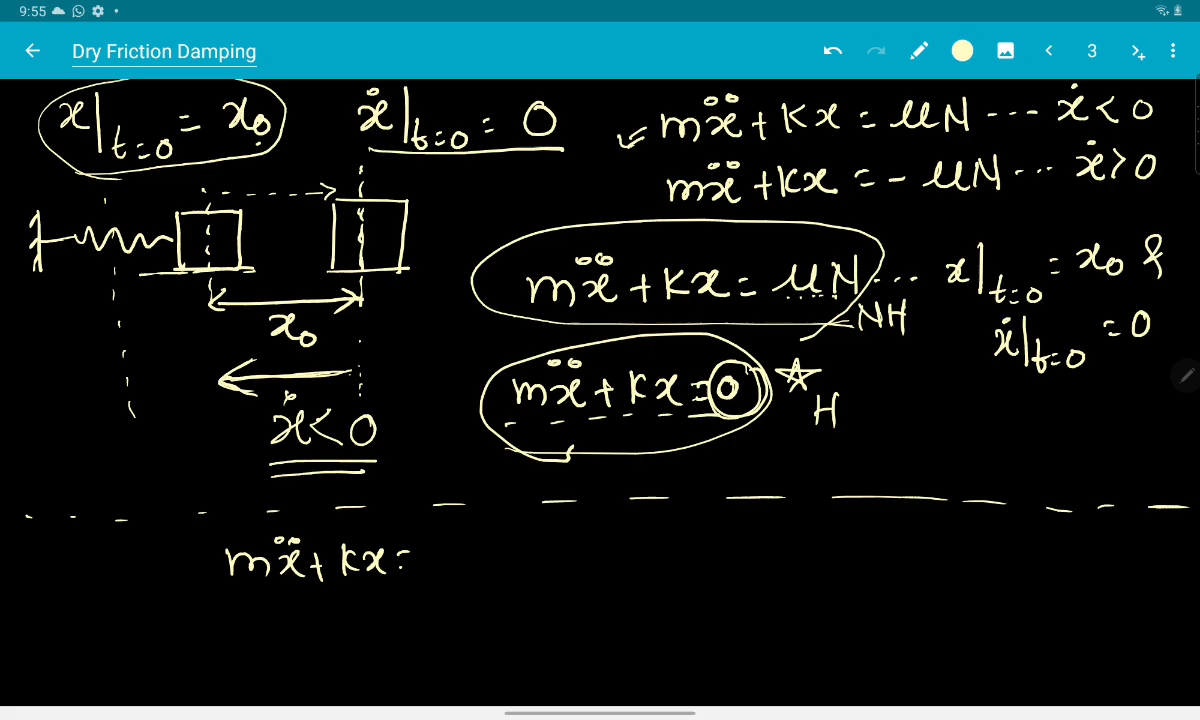 9:55
Dry Friction Damping
3
x|t=0 = x0
ẋ|t=0 = 0
mẍ + Kx = μN --- ẋ < 0
mẍ + Kx = - μN ... ẋ > 0
x0
ẋ < 0
mẍ + Kx = μN ... x|t=0 = x0 &
ẋ|t=0 = 0
NH
mẍ + Kx = 0 ☆
H
mẍ + Kx =